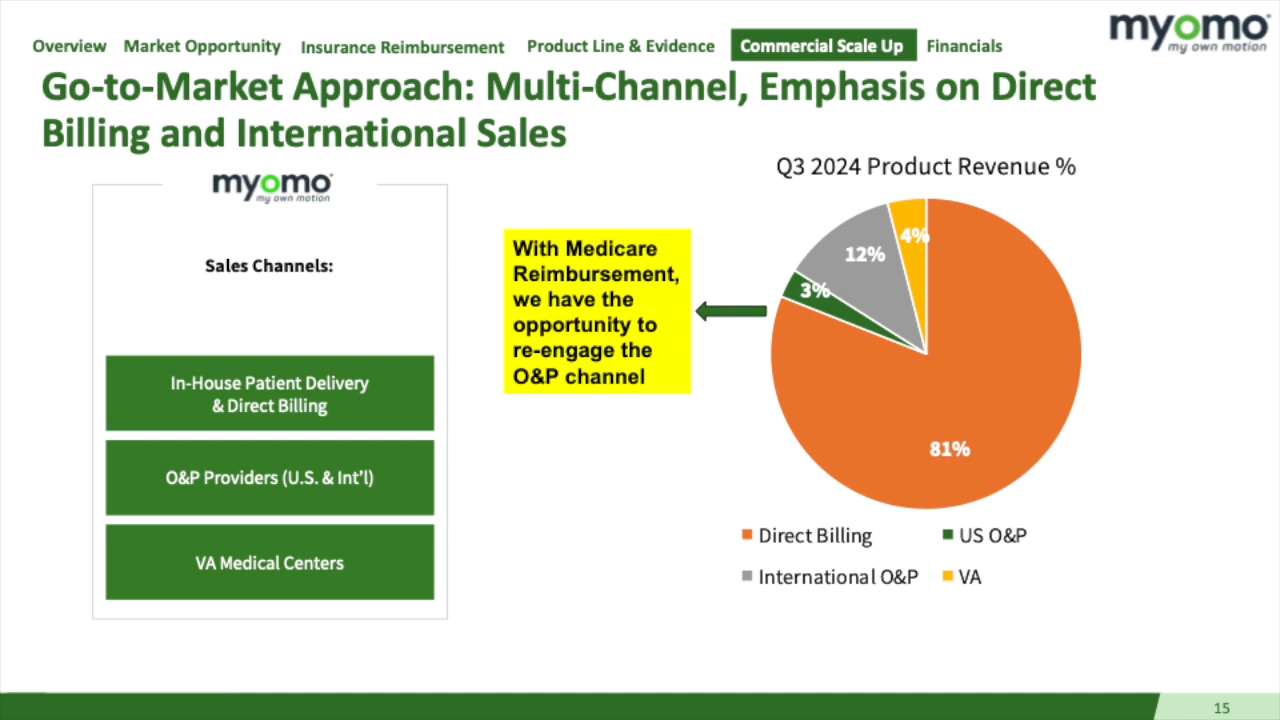 Overview Market Opportunity Insurance Reimbursement Product Line & Evidence Commercial Scale Up Financials
myomo
my own motion
Go-to-Market Approach: Multi-Channel, Emphasis on Direct
Billing and International Sales
myomo
my own motion
Sales Channels:
In-House Patient Delivery
& Direct Billing
O&P Providers (U.S. & Int'l)
VA Medical Centers
With Medicare
Reimbursement,
we have the
opportunity to
re-engage the
O&P channel
Q3 2024 Product Revenue %
4%
12%
3%
81%
Direct Billing
US O&P
International O&P
VA
15